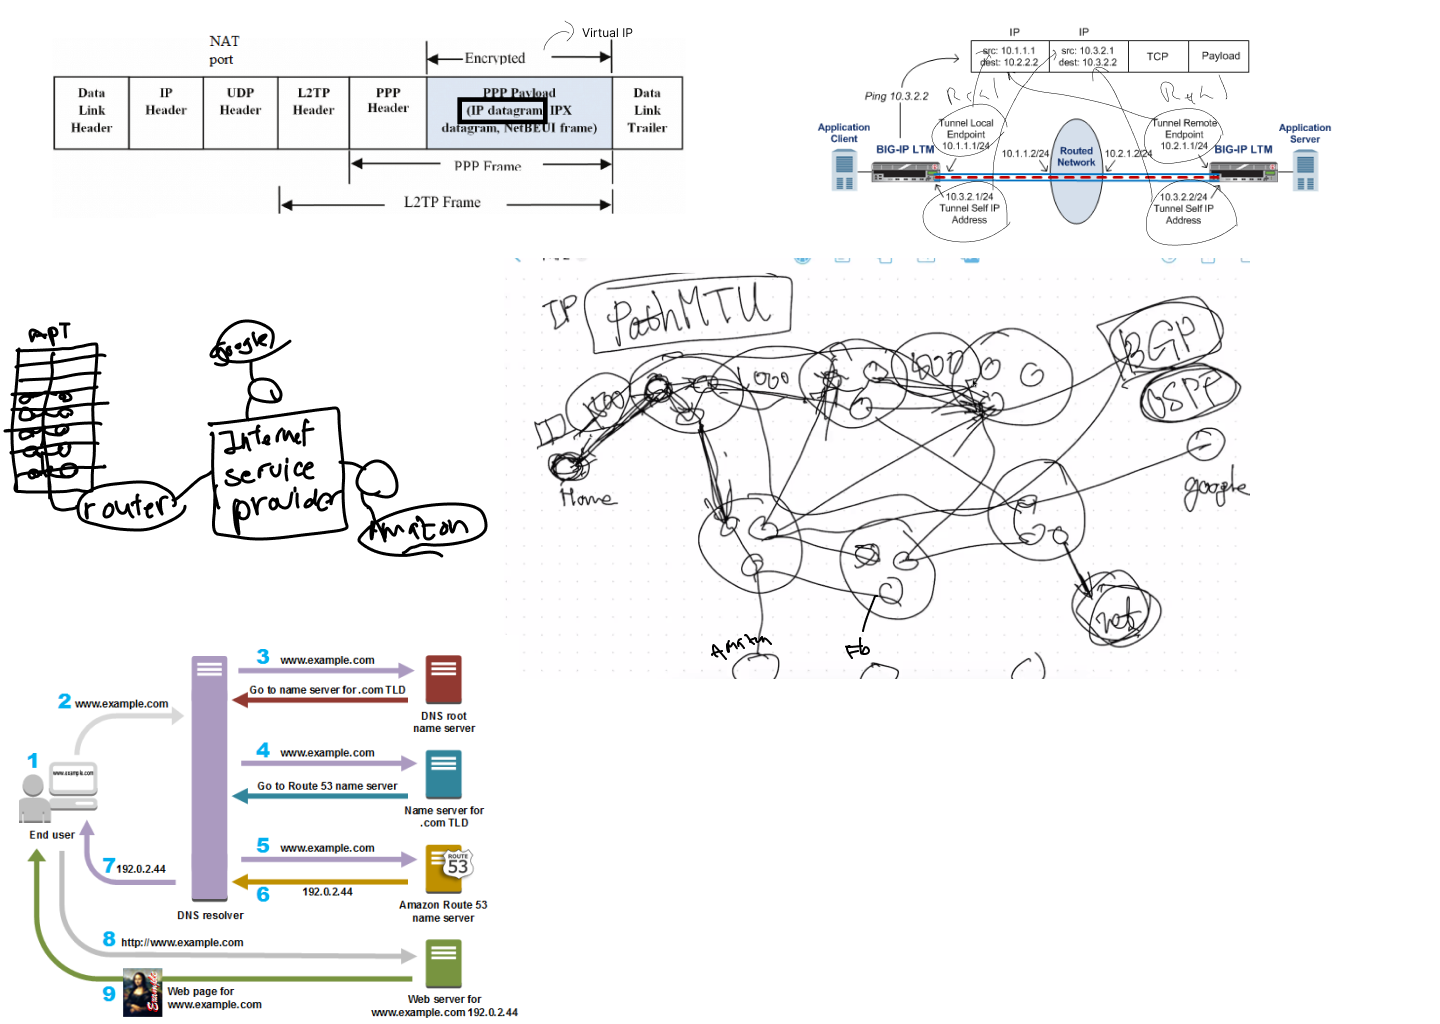 NAT
port
Virtual IP
Encrypted
Data
Link
Header
IP
Header
UDP
Header
L2TP
Header
PPP
Header
PPP Payload
(IP datagram, IPX
datagram, NetBEUI frame)
Data
Link
Trailer
PPP Frame
L2TP Frame
IP
IP
src: 10.1.1.1
dest: 10.2.2.2
src: 10.3.2.1
dest: 10.3.2.2
TCP
Payload
Ping 10.3.2.2
Tunnel Local
Endpoint
10.1.1.1/24
Tunnel Remote
Endpoint
10.2.1.1/24
Application
Client
BIG-IP LTM
10.1.1.2/24
Routed
Network
10.2.1.2/24
BIG-IP LTM
Application
Server
10.3.2.1/24
Tunnel Self IP
Address
10.3.2.2/24
Tunnel Self IP
Address
APT
google
Internet
service
provider
router
Amazon
IP
PathMTU
BGP
OSPF
1500
1000
ID
Home
google
Amazon
Fb
1
www.example.com
End user
2 www.example.com
3 www.example.com
Go to name server for .com TLD
DNS root
name server
4 www.example.com
Go to Route 53 name server
Name server for
.com TLD
5 www.example.com
6 192.0.2.44
ROUTE
53
Amazon Route 53
name server
7 192.0.2.44
DNS resolver
8 http://www.example.com
9 Web page for
www.example.com
Example
Web server for
www.example.com 192.0.2.44